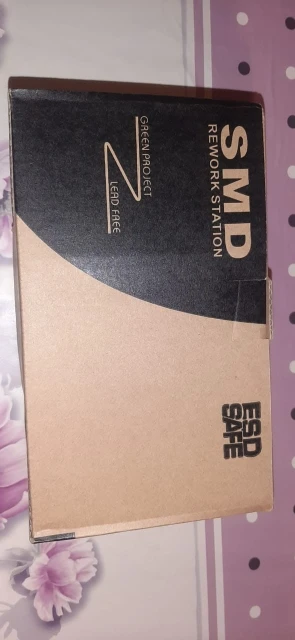 SMD
REWORK STATION
GREEN PROJECT
LEAD FREE
ESD
SAFE